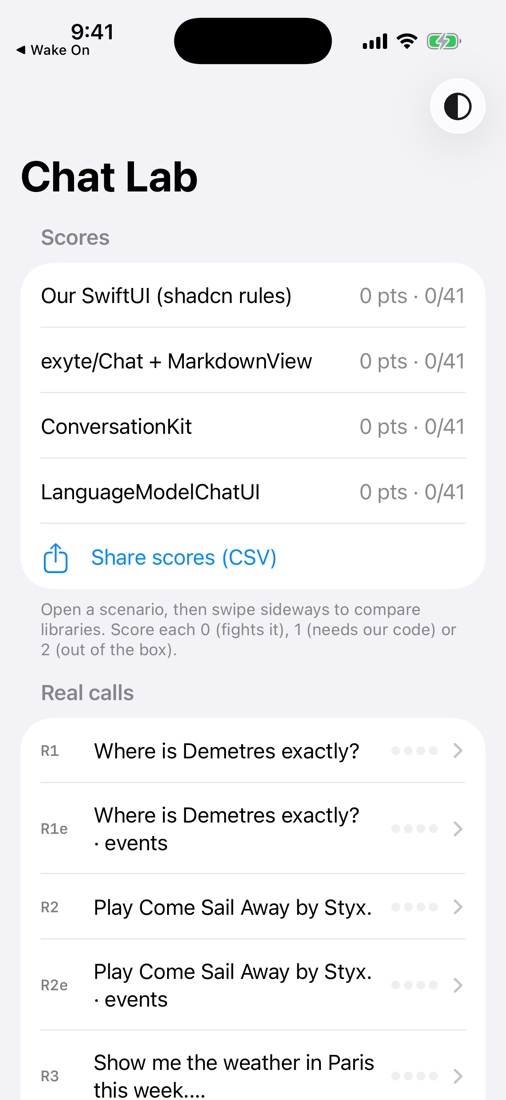 9:41
◀ Wake On
Chat Lab
Scores
Our SwiftUI (shadcn rules) 0 pts · 0/41
exyte/Chat + MarkdownView 0 pts · 0/41
ConversationKit 0 pts · 0/41
LanguageModelChatUI 0 pts · 0/41
Share scores (CSV)
Open a scenario, then swipe sideways to compare
libraries. Score each 0 (fights it), 1 (needs our code) or
2 (out of the box).
Real calls
R1 Where is Demetres exactly?
R1e Where is Demetres exactly?
· events
R2 Play Come Sail Away by Styx.
R2e Play Come Sail Away by Styx.
· events
R3 Show me the weather in Paris
this week....